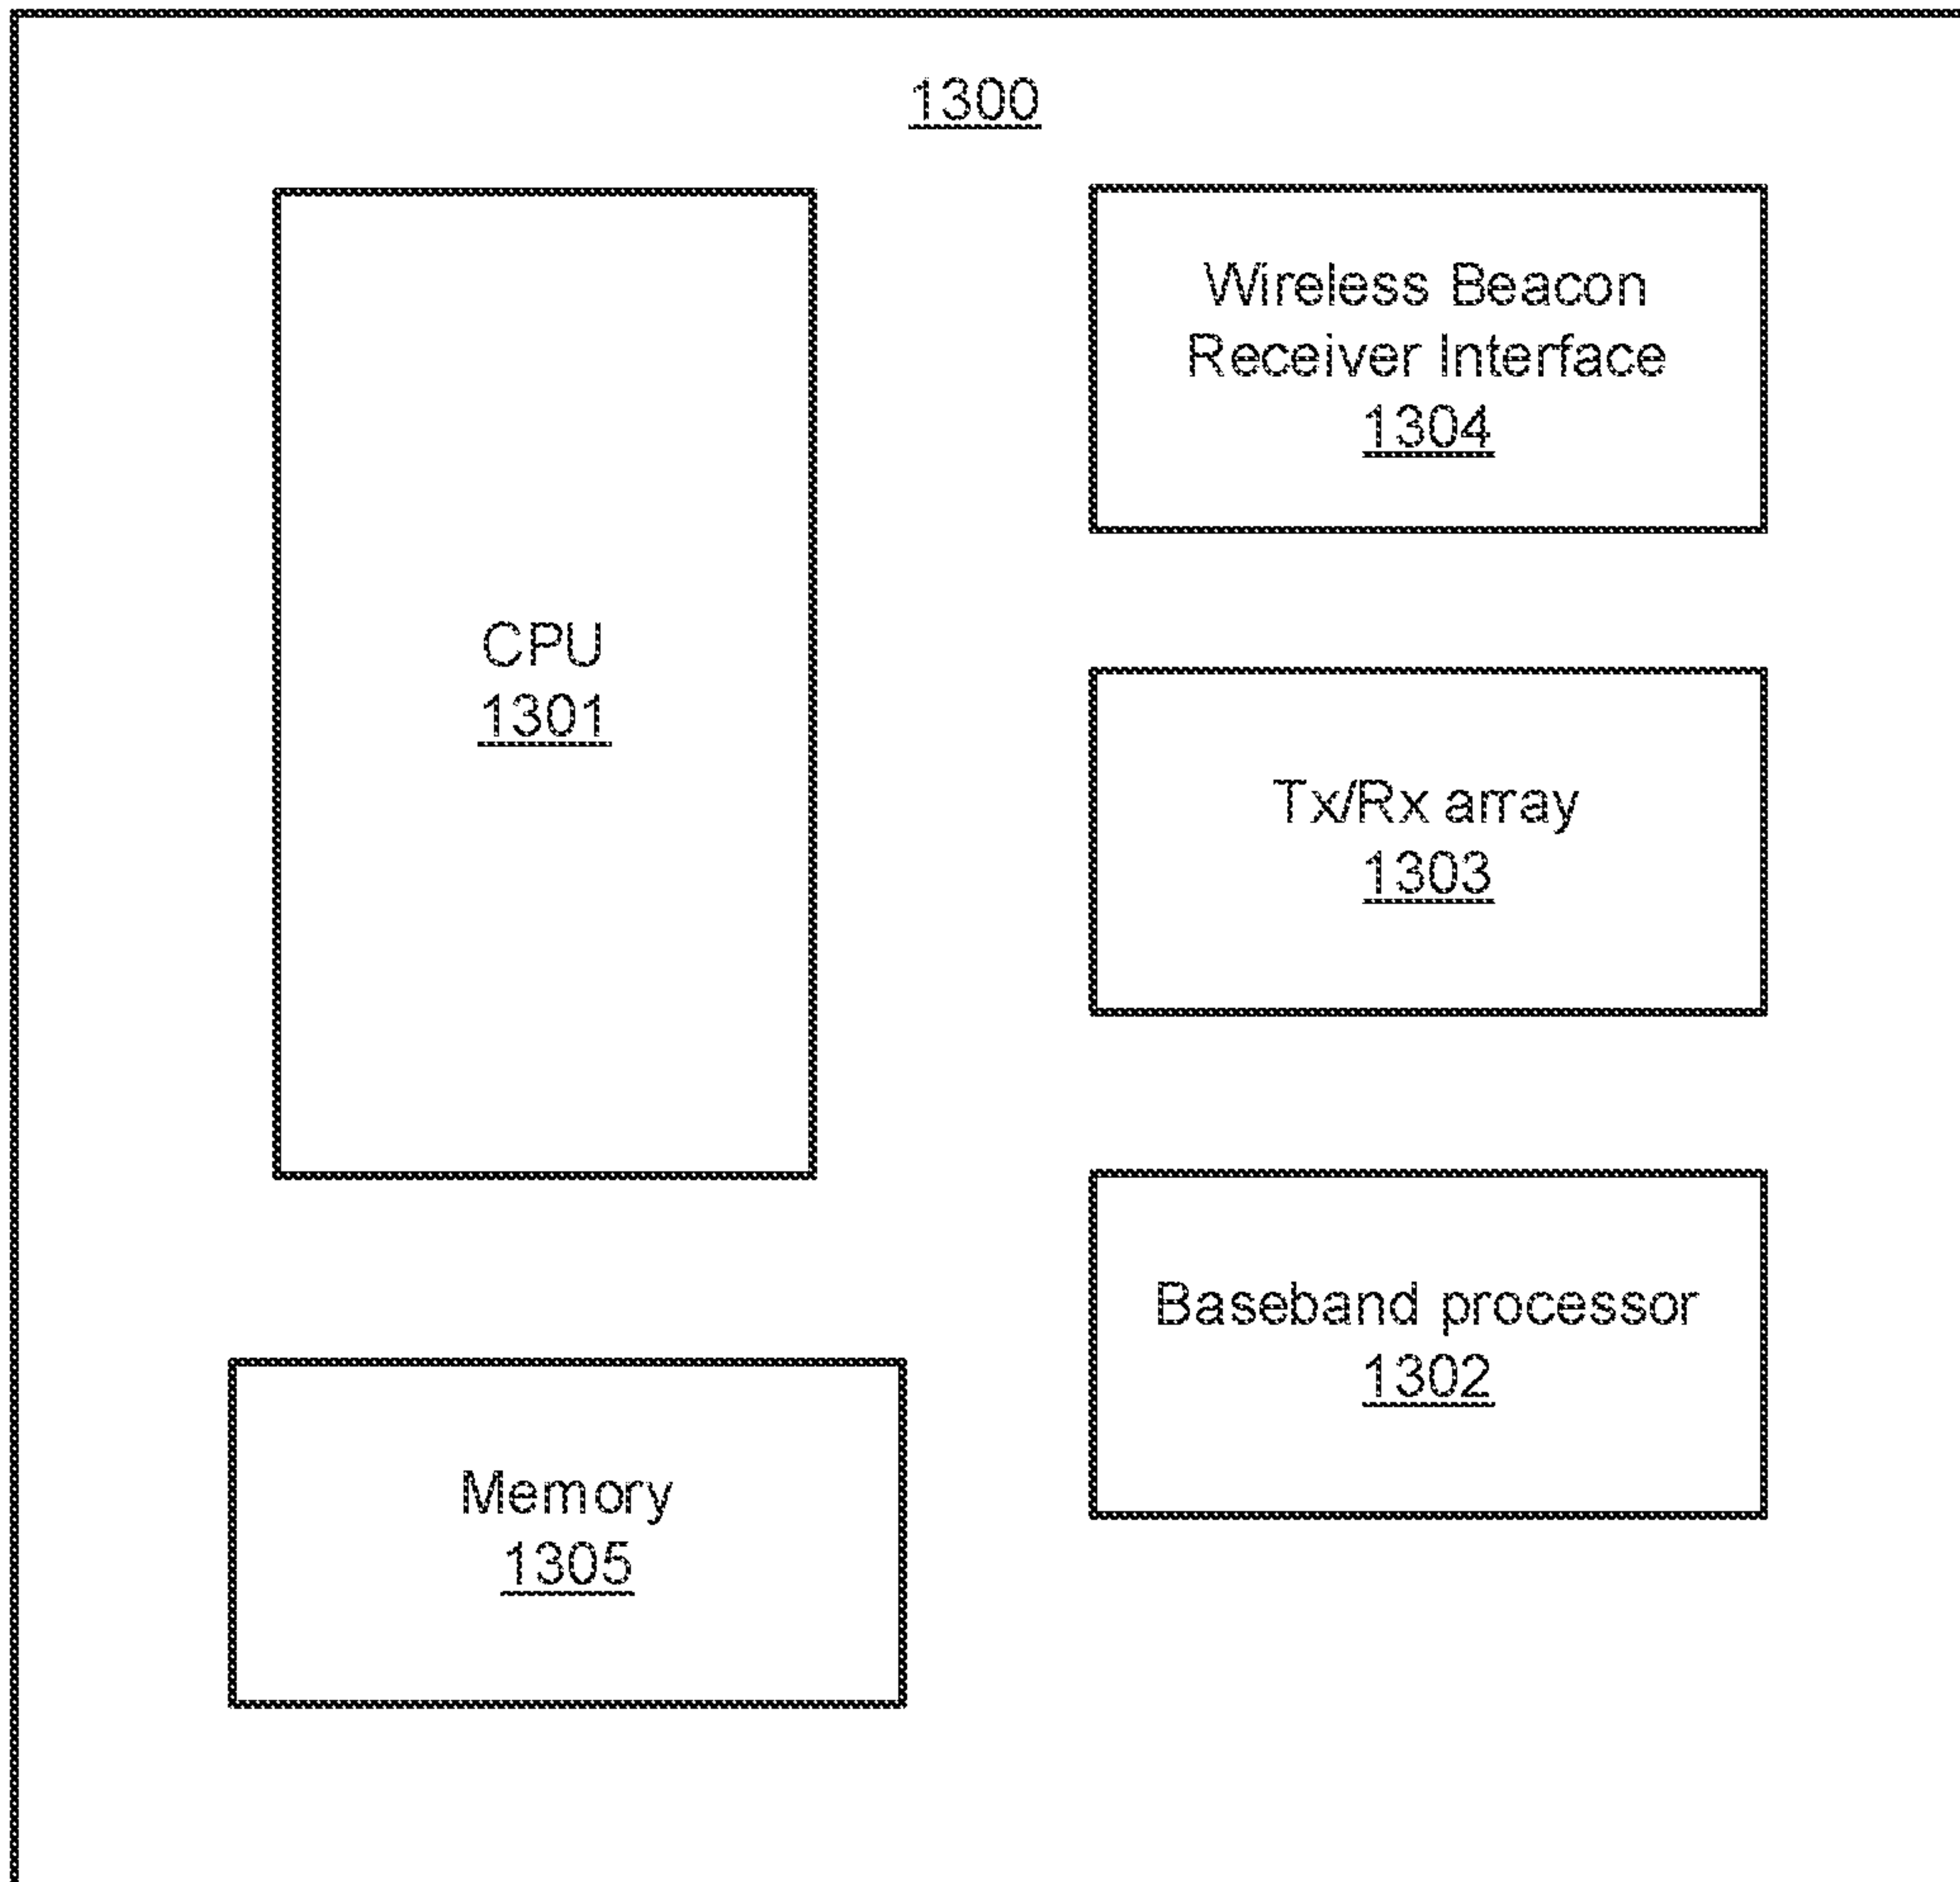 1300
CPU
1301
Wireless Beacon
Receiver Interface
1304
Tx/Rx array
1303
Baseband processor
1302
Memory
1305